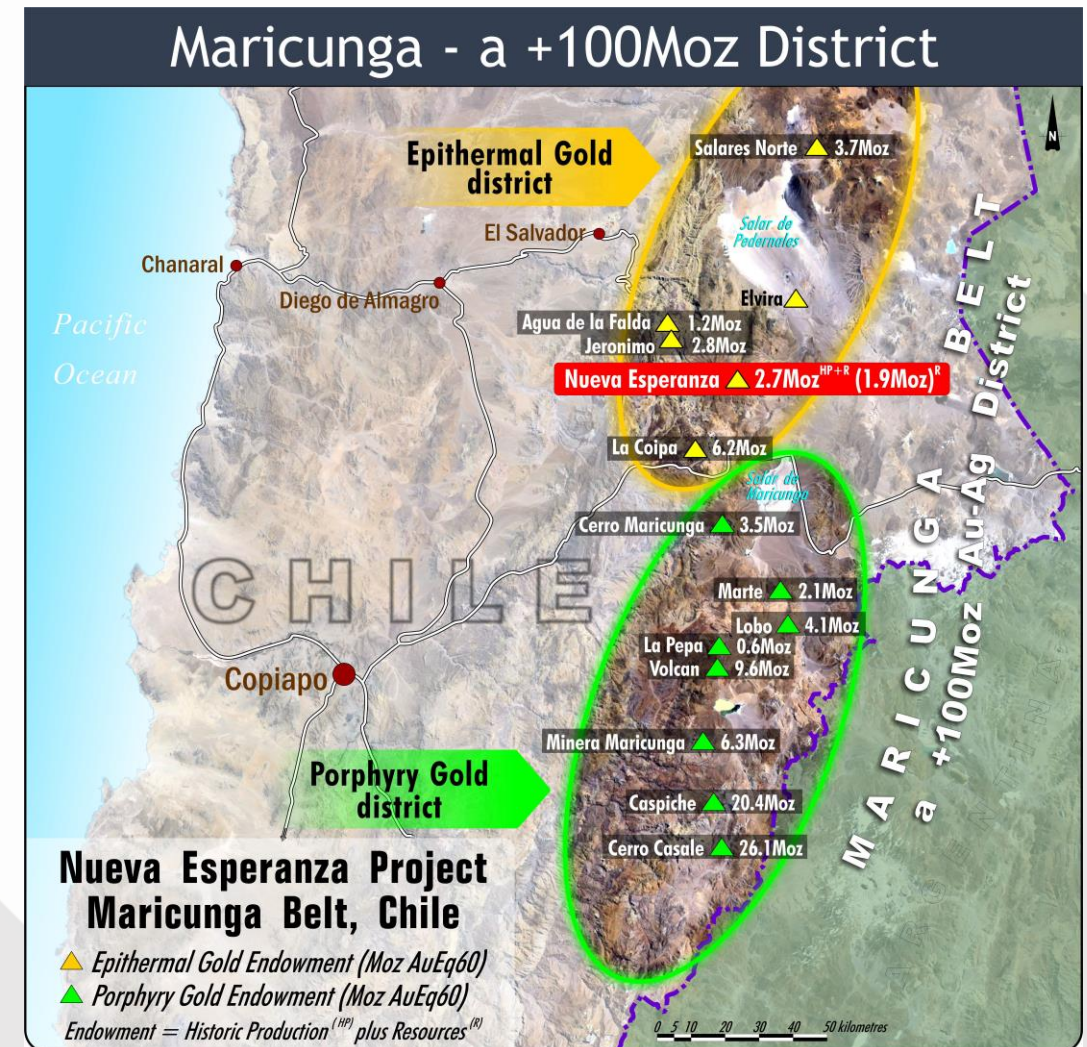 Maricunga - a +100Moz District
N
Epithermal Gold
district
Salares Norte 3.7Moz
Salar de
Pedernales
El Salvador
Chanaral
Diego de Almagro
Elvira
Pacific
Ocean
Agua de la Falda 1.2Moz
Jeronimo 2.8Moz
Nueva Esperanza 2.7Moz^HP+R (1.9Moz)^R
La Coipa 6.2Moz
Salar de
Maricunga
Cerro Maricunga 3.5Moz
CHILE
Marte 2.1Moz
Lobo 4.1Moz
La Pepa 0.6Moz
Volcan 9.6Moz
Copiapo
Minera Maricunga 6.3Moz
Porphyry Gold
district
Caspiche 20.4Moz
Cerro Casale 26.1Moz
MARICUNGA BELT
a +100Moz Au-Ag District
Nueva Esperanza Project
Maricunga Belt, Chile
Epithermal Gold Endowment (Moz AuEq60)
Porphyry Gold Endowment (Moz AuEq60)
Endowment = Historic Production (HP) plus Resources (R)
0 5 10 20 30 40 50 kilometres